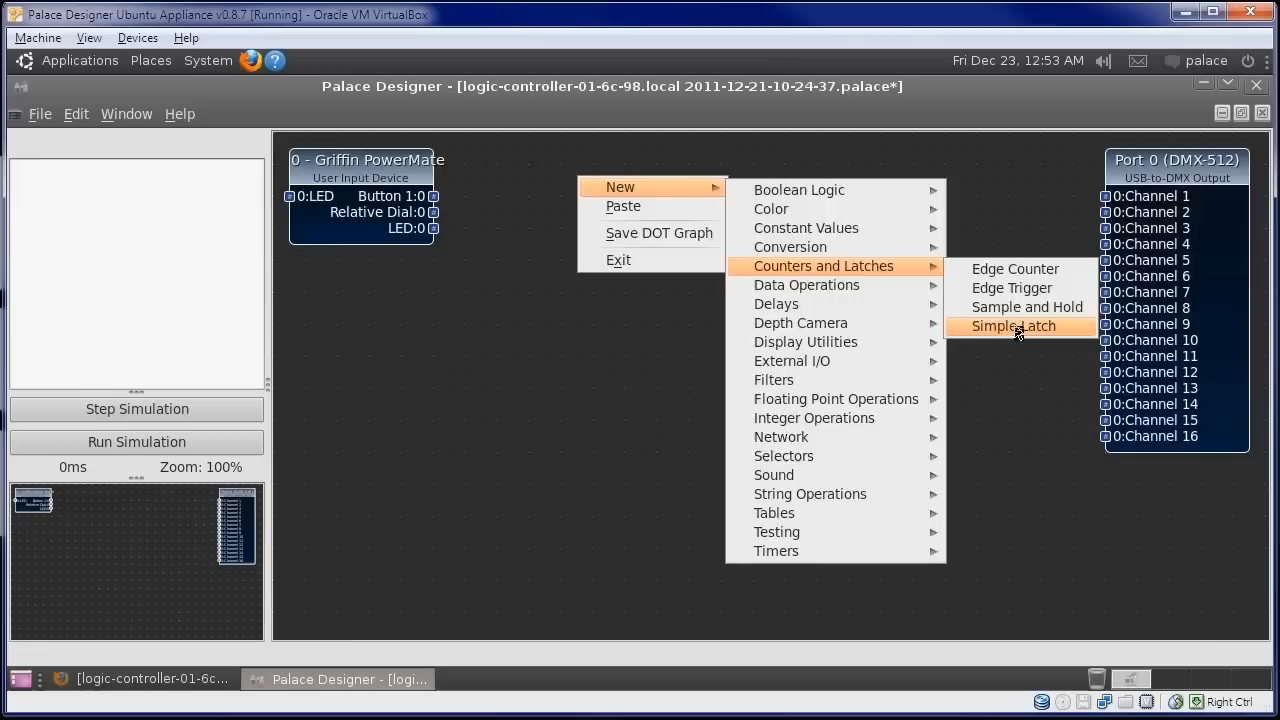 Palace Designer Ubuntu Appliance v0.8.7 [Running] - Oracle VM VirtualBox
Machine View Devices Help
Applications Places System ? Fri Dec 23, 12:53 AM palace
Palace Designer - [logic-controller-01-6c-98.local 2011-12-21-10-24-37.palace*]
File Edit Window Help
0 - Griffin PowerMate
User Input Device
0:LED Button 1:0
Relative Dial:0
LED:0
New
Paste
Save DOT Graph
Exit
Boolean Logic
Color
Constant Values
Conversion
Counters and Latches
Data Operations
Delays
Depth Camera
Display Utilities
External I/O
Filters
Floating Point Operations
Integer Operations
Network
Selectors
Sound
String Operations
Tables
Testing
Timers
Edge Counter
Edge Trigger
Sample and Hold
Simple Latch
Port 0 (DMX-512)
USB-to-DMX Output
0:Channel 1
0:Channel 2
0:Channel 3
0:Channel 4
0:Channel 5
0:Channel 6
0:Channel 7
0:Channel 8
0:Channel 9
0:Channel 10
0:Channel 11
0:Channel 12
0:Channel 13
0:Channel 14
0:Channel 15
0:Channel 16
Step Simulation
Run Simulation
0ms Zoom: 100%
[logic-controller-01-6c... Palace Designer - [logi...
Right Ctrl